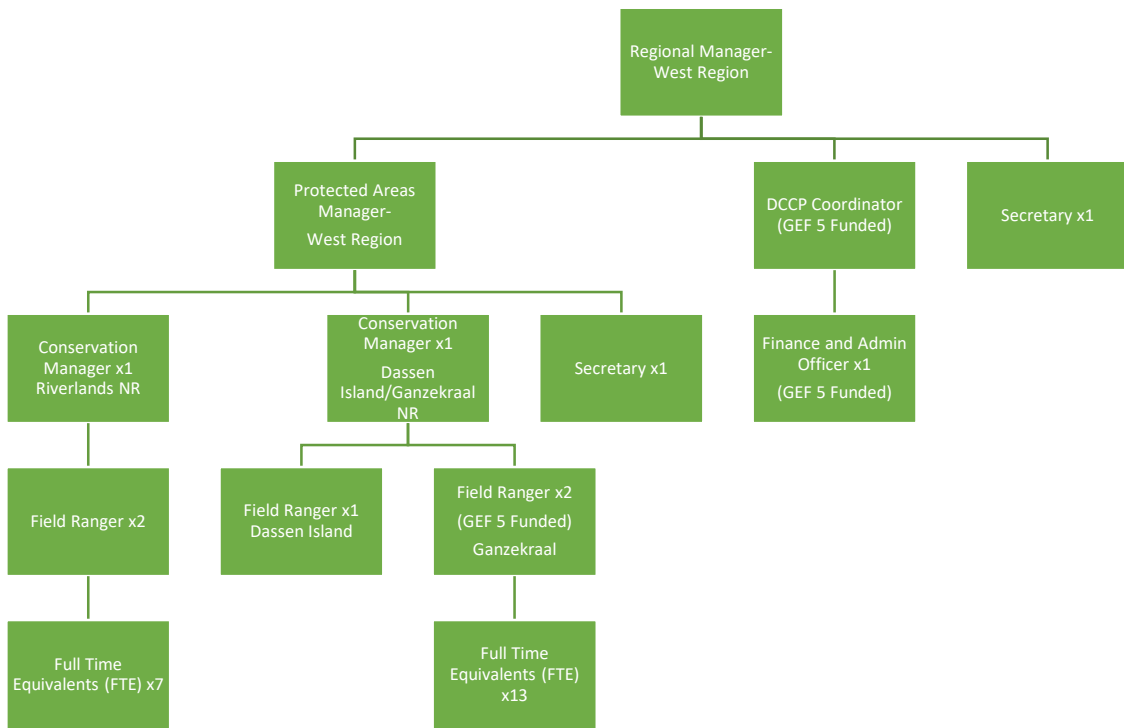 Regional Manager-
West Region
Protected Areas
Manager-
West Region
DCCP Coordinator
(GEF 5 Funded)
Secretary x1
Conservation
Manager x1
Riverlands NR
Conservation
Manager x1
Dassen
Island/Ganzekraal
NR
Secretary x1
Finance and Admin
Officer x1
(GEF 5 Funded)
Field Ranger x2
Field Ranger x1
Dassen Island
Field Ranger x2
(GEF 5 Funded)
Ganzekraal
Full Time
Equivalents (FTE) x7
Full Time
Equivalents (FTE)
x13